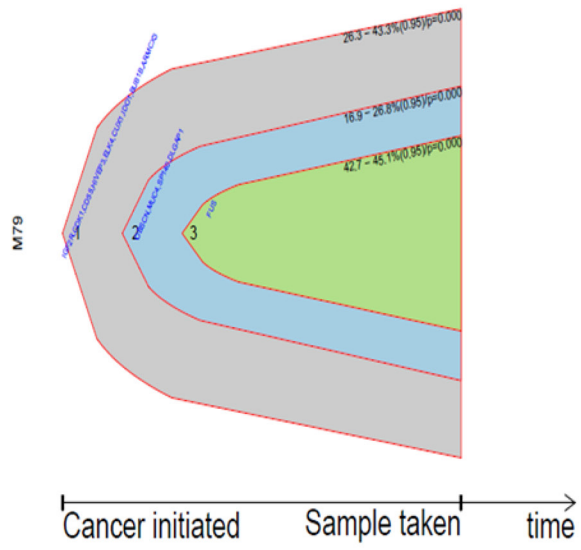 26.3 – 43.3%(0.95)/p=0.000
16.9 – 26.8%(0.95)/p=0.000
42.7 – 45.1%(0.95)/p=0.000
FUS
M79
1
2
3
Cancer initiated
Sample taken
time